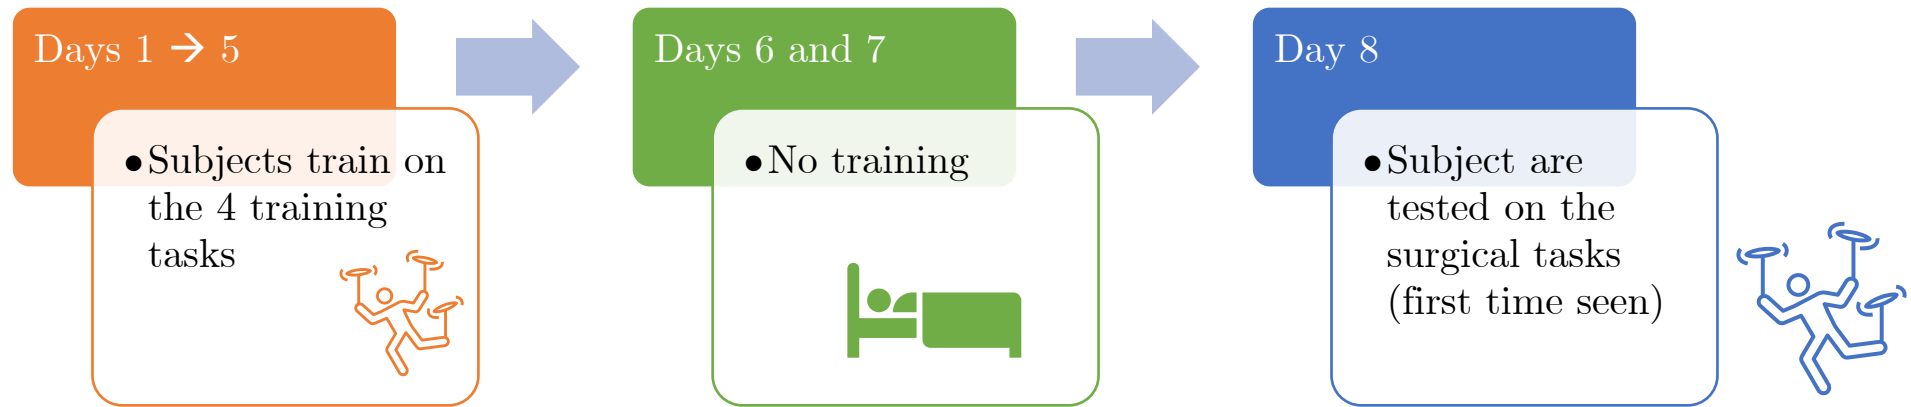 Days 1 → 5
• Subjects train on
the 4 training
tasks
Days 6 and 7
• No training
Day 8
• Subject are
tested on the
surgical tasks
(first time seen)